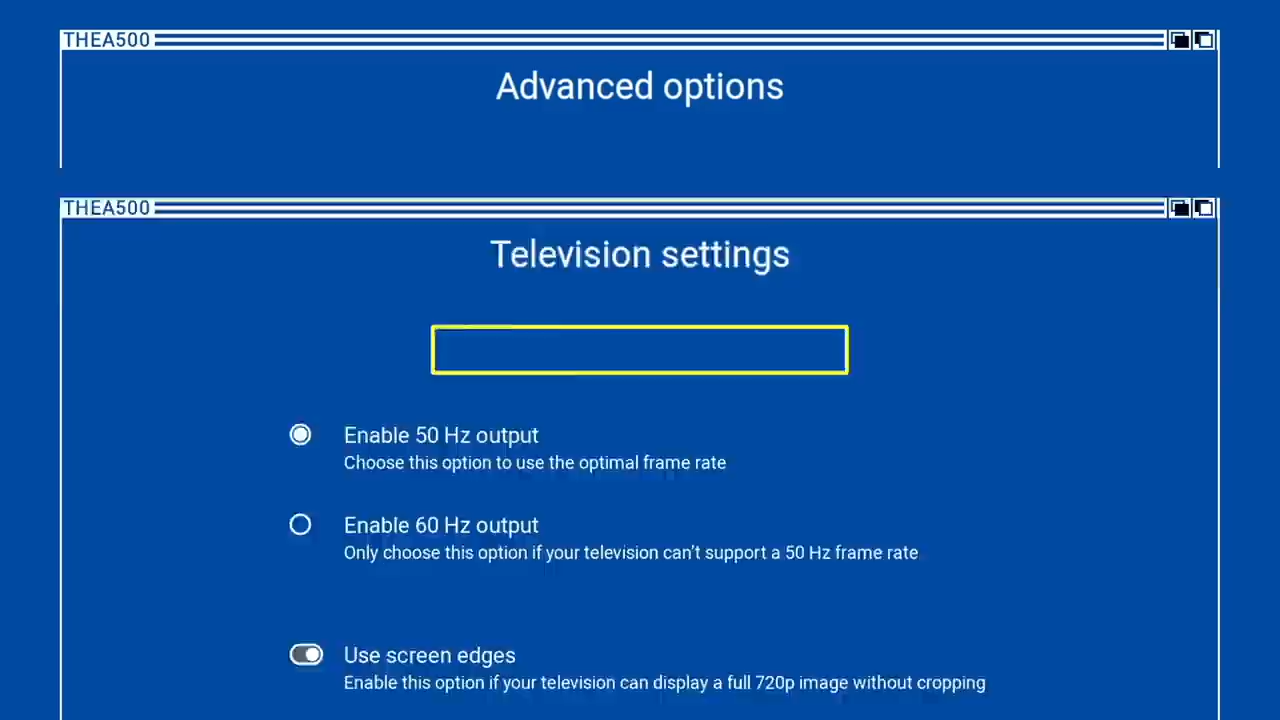 THEA500
Advanced options
THEA500
Television settings
Enable 50 Hz output
Choose this option to use the optimal frame rate
Enable 60 Hz output
Only choose this option if your television can't support a 50 Hz frame rate
Use screen edges
Enable this option if your television can display a full 720p image without cropping